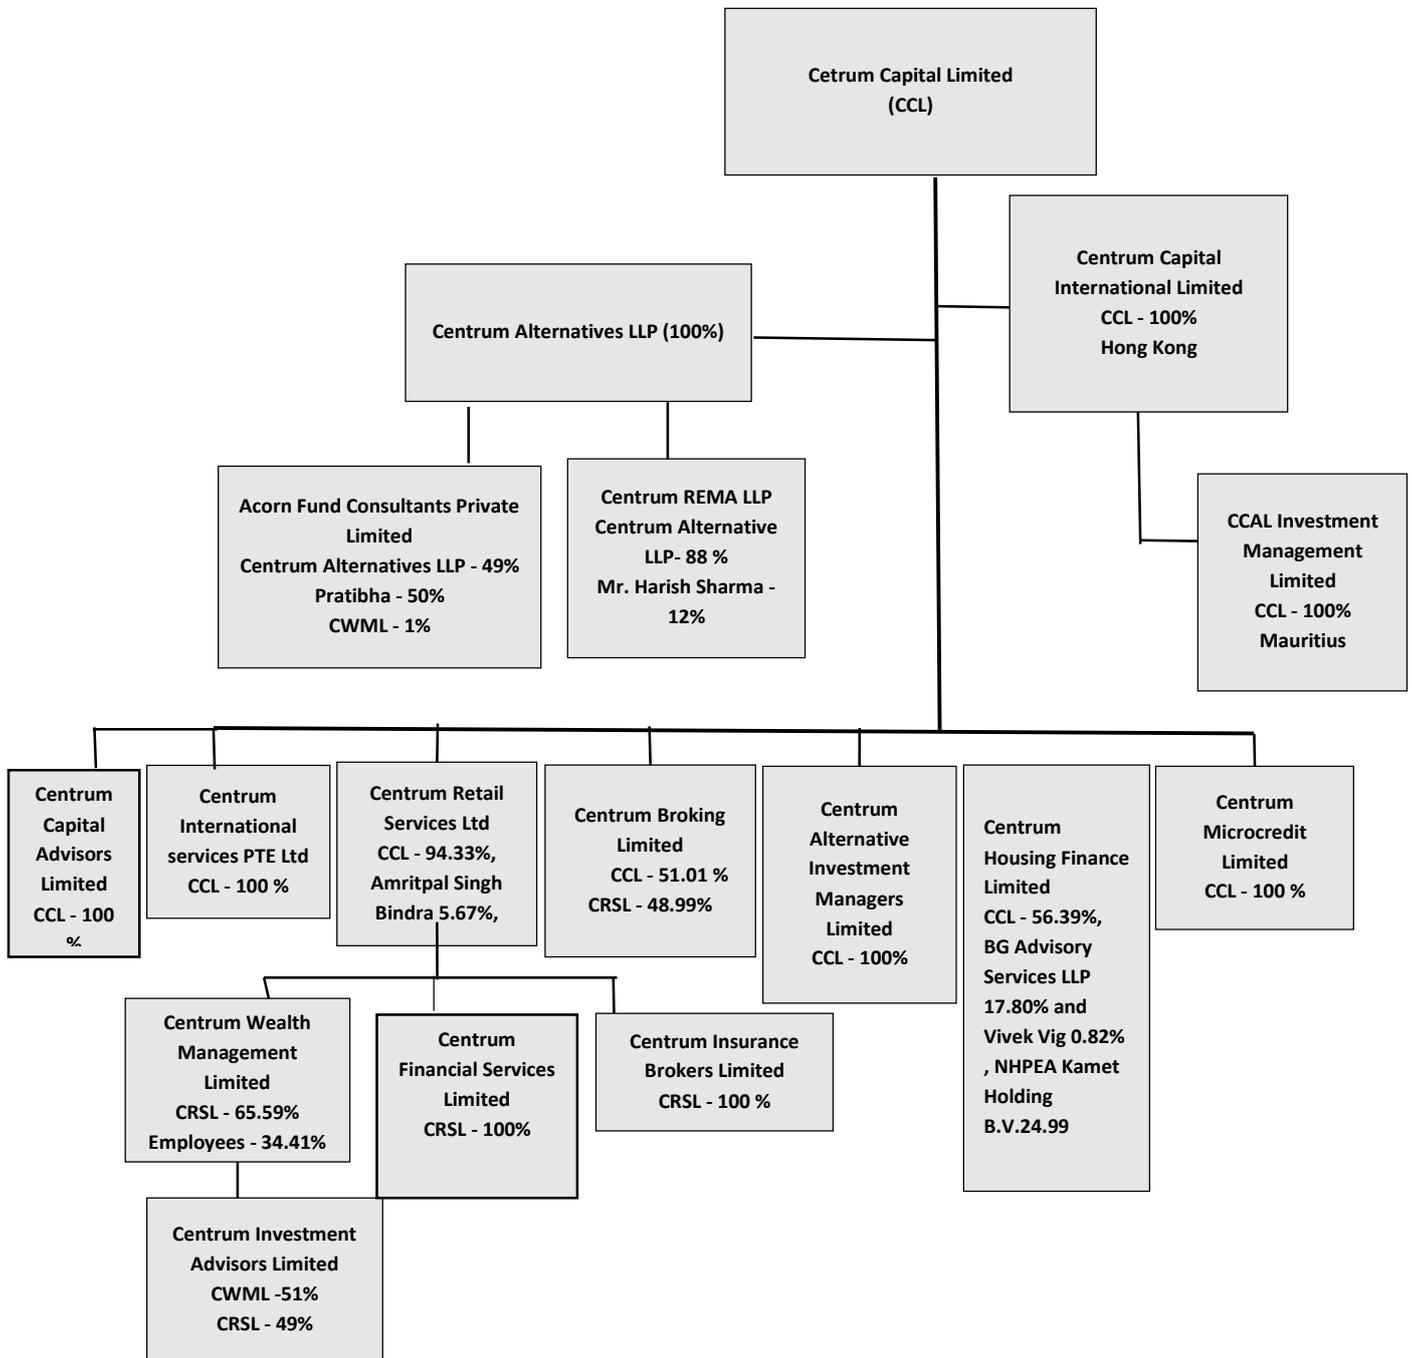 Cetrum Capital Limited
(CCL)
Centrum Capital
International Limited
CCL - 100%
Hong Kong
Centrum Alternatives LLP (100%)
Acorn Fund Consultants Private
Limited
Centrum Alternatives LLP - 49%
Pratibha - 50%
CWML - 1%
Centrum REMA LLP
Centrum Alternative
LLP- 88 %
Mr. Harish Sharma -
12%
CCAL Investment
Management
Limited
CCL - 100%
Mauritius
Centrum
Capital
Advisors
Limited
CCL - 100
%
Centrum
International
services PTE Ltd
CCL - 100 %
Centrum Retail
Services Ltd
CCL - 94.33%,
Amritpal Singh
Bindra 5.67%,
Centrum Broking
Limited
CCL - 51.01 %
CRSL - 48.99%
Centrum
Alternative
Investment
Managers
Limited
CCL - 100%
Centrum
Housing Finance
Limited
CCL - 56.39%,
BG Advisory
Services LLP
17.80% and
Vivek Vig 0.82%
, NHPEA Kamet
Holding
B.V.24.99
Centrum
Microcredit
Limited
CCL - 100 %
Centrum Wealth
Management
Limited
CRSL - 65.59%
Employees - 34.41%
Centrum
Financial Services
Limited
CRSL - 100%
Centrum Insurance
Brokers Limited
CRSL - 100 %
Centrum Investment
Advisors Limited
CWML -51%
CRSL - 49%